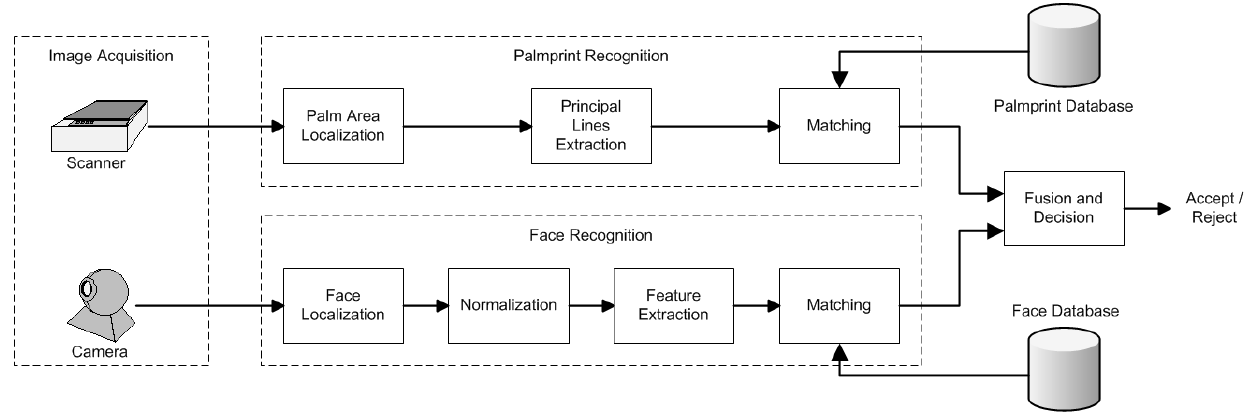 Image Acquisition
Scanner
Camera
Palmprint Recognition
Palm Area
Localization
Principal
Lines
Extraction
Matching
Palmprint Database
Face Recognition
Face
Localization
Normalization
Feature
Extraction
Matching
Face Database
Fusion and
Decision
Accept /
Reject